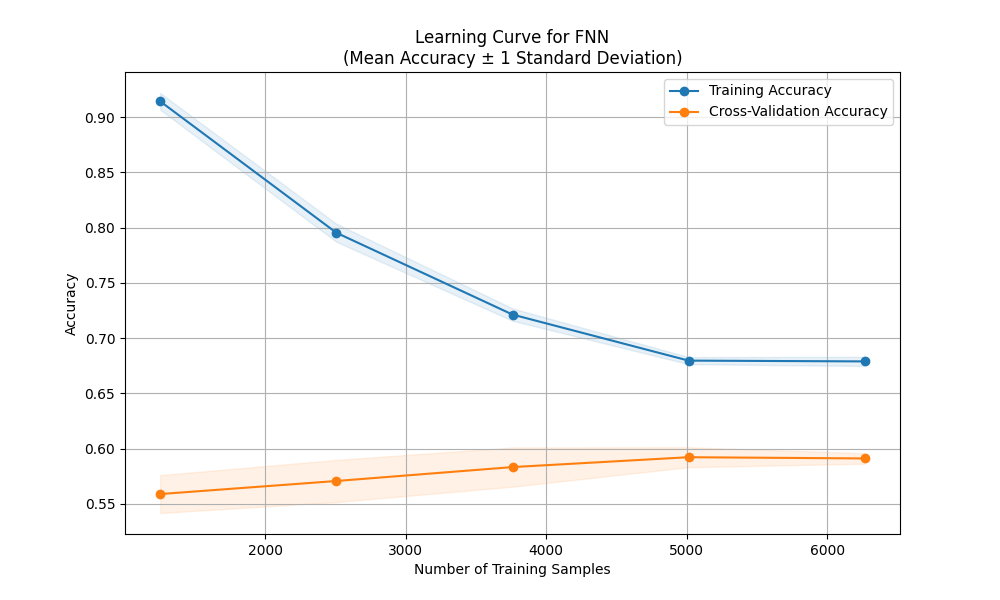 Learning Curve for FNN
(Mean Accuracy ± 1 Standard Deviation)
Training Accuracy
Cross-Validation Accuracy
Accuracy
0.90
0.85
0.80
0.75
0.70
0.65
0.60
0.55
2000 3000 4000 5000 6000
Number of Training Samples